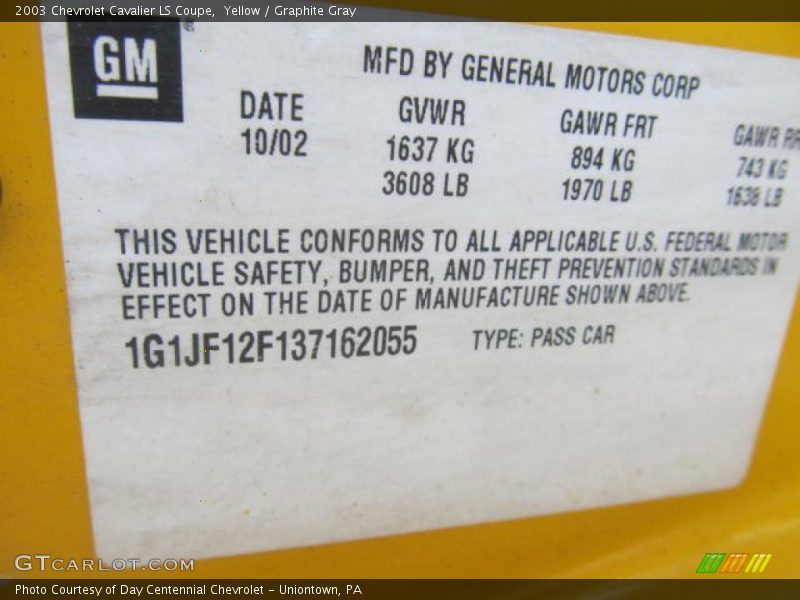 2003 Chevrolet Cavalier LS Coupe,  Yellow / Graphite Gray
GM
MFD BY GENERAL MOTORS CORP
DATE GVWR GAWR FRT GAWR RR
10/02 1637 KG 894 KG 743 KG
3608 LB 1970 LB 1638 LB
THIS VEHICLE CONFORMS TO ALL APPLICABLE U.S. FEDERAL MOTOR
VEHICLE SAFETY, BUMPER, AND THEFT PREVENTION STANDARDS IN
EFFECT ON THE DATE OF MANUFACTURE SHOWN ABOVE.
1G1JF12F137162055 TYPE: PASS CAR
GTCARLOT.COM
Photo Courtesy of Day Centennial Chevrolet - Uniontown, PA